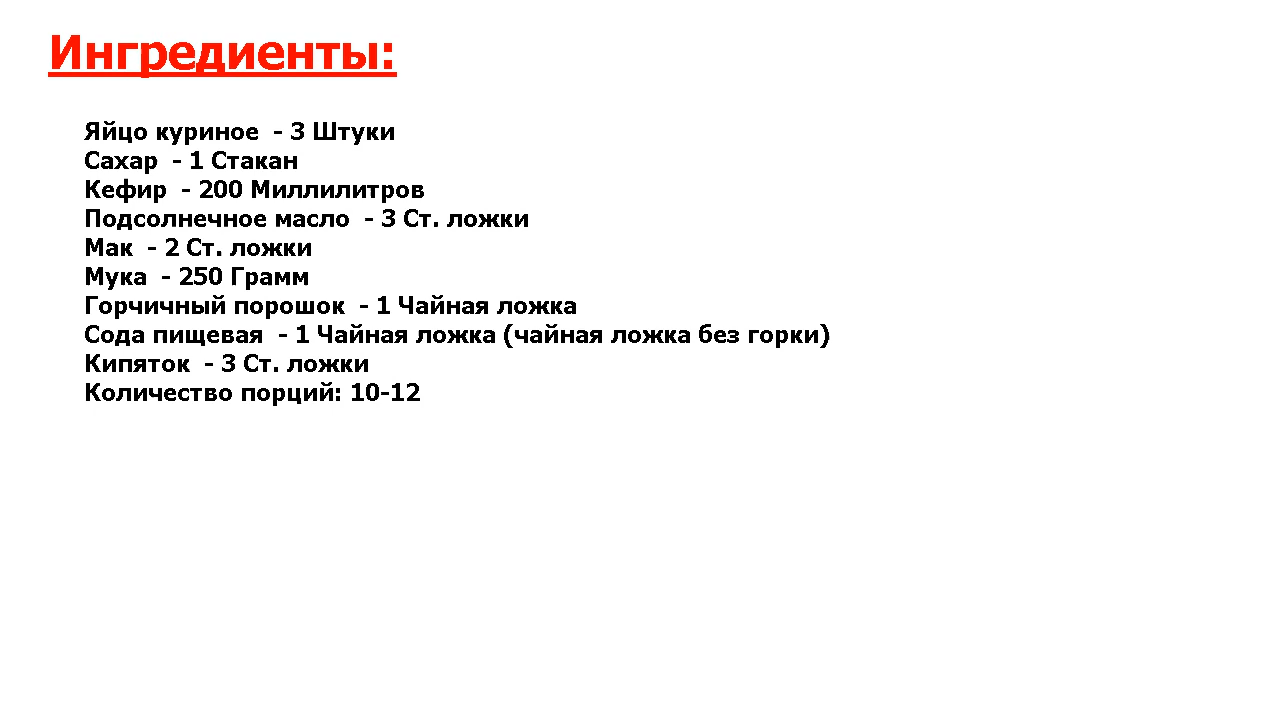 Ингредиенты:
Яйцо куриное  - 3 Штуки
Сахар  - 1 Стакан
Кефир  - 200 Миллилитров
Подсолнечное масло  - 3 Ст. ложки
Мак  - 2 Ст. ложки
Мука  - 250 Грамм
Горчичный порошок  - 1 Чайная ложка
Сода пищевая  - 1 Чайная ложка (чайная ложка без горки)
Кипяток  - 3 Ст. ложки
Количество порций: 10-12